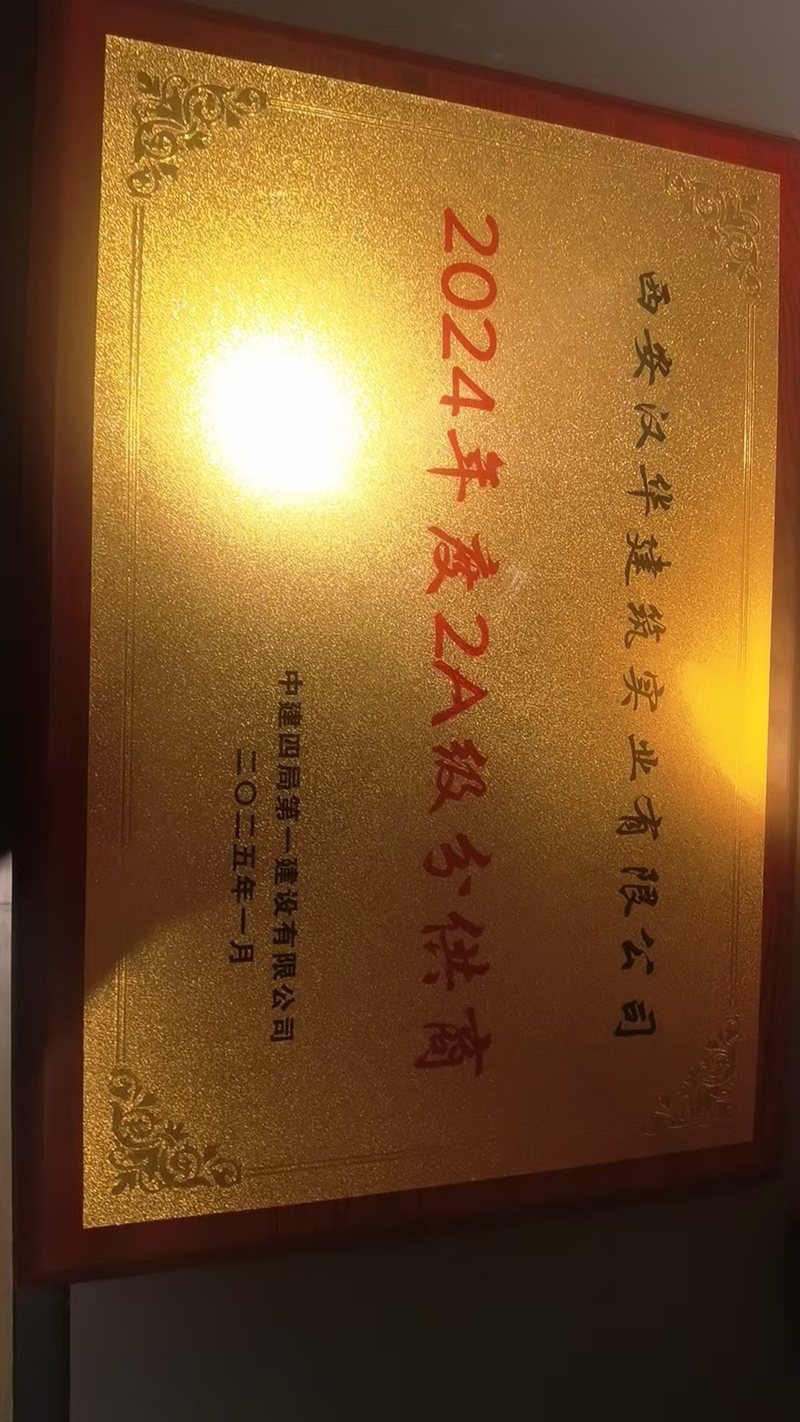 西安汉华建筑实业有限公司
2024年度2A级分供商
中建四局第一建设有限公司
二〇二五年一月